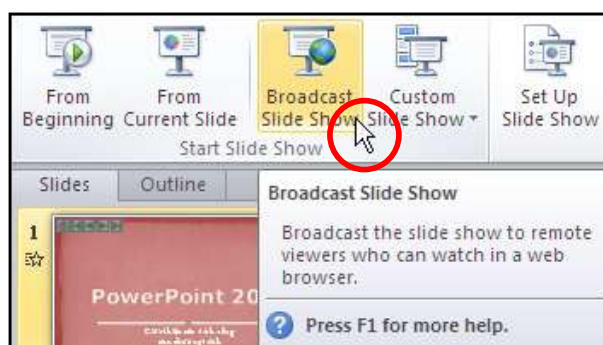 From Beginning
From Current Slide
Broadcast Slide Show
Custom Slide Show
Set Up Slide Show
Start Slide Show
Slides
Outline
Broadcast Slide Show
Broadcast the slide show to remote
viewers who can watch in a web
browser.
Press F1 for more help.
1
PowerPoint 20